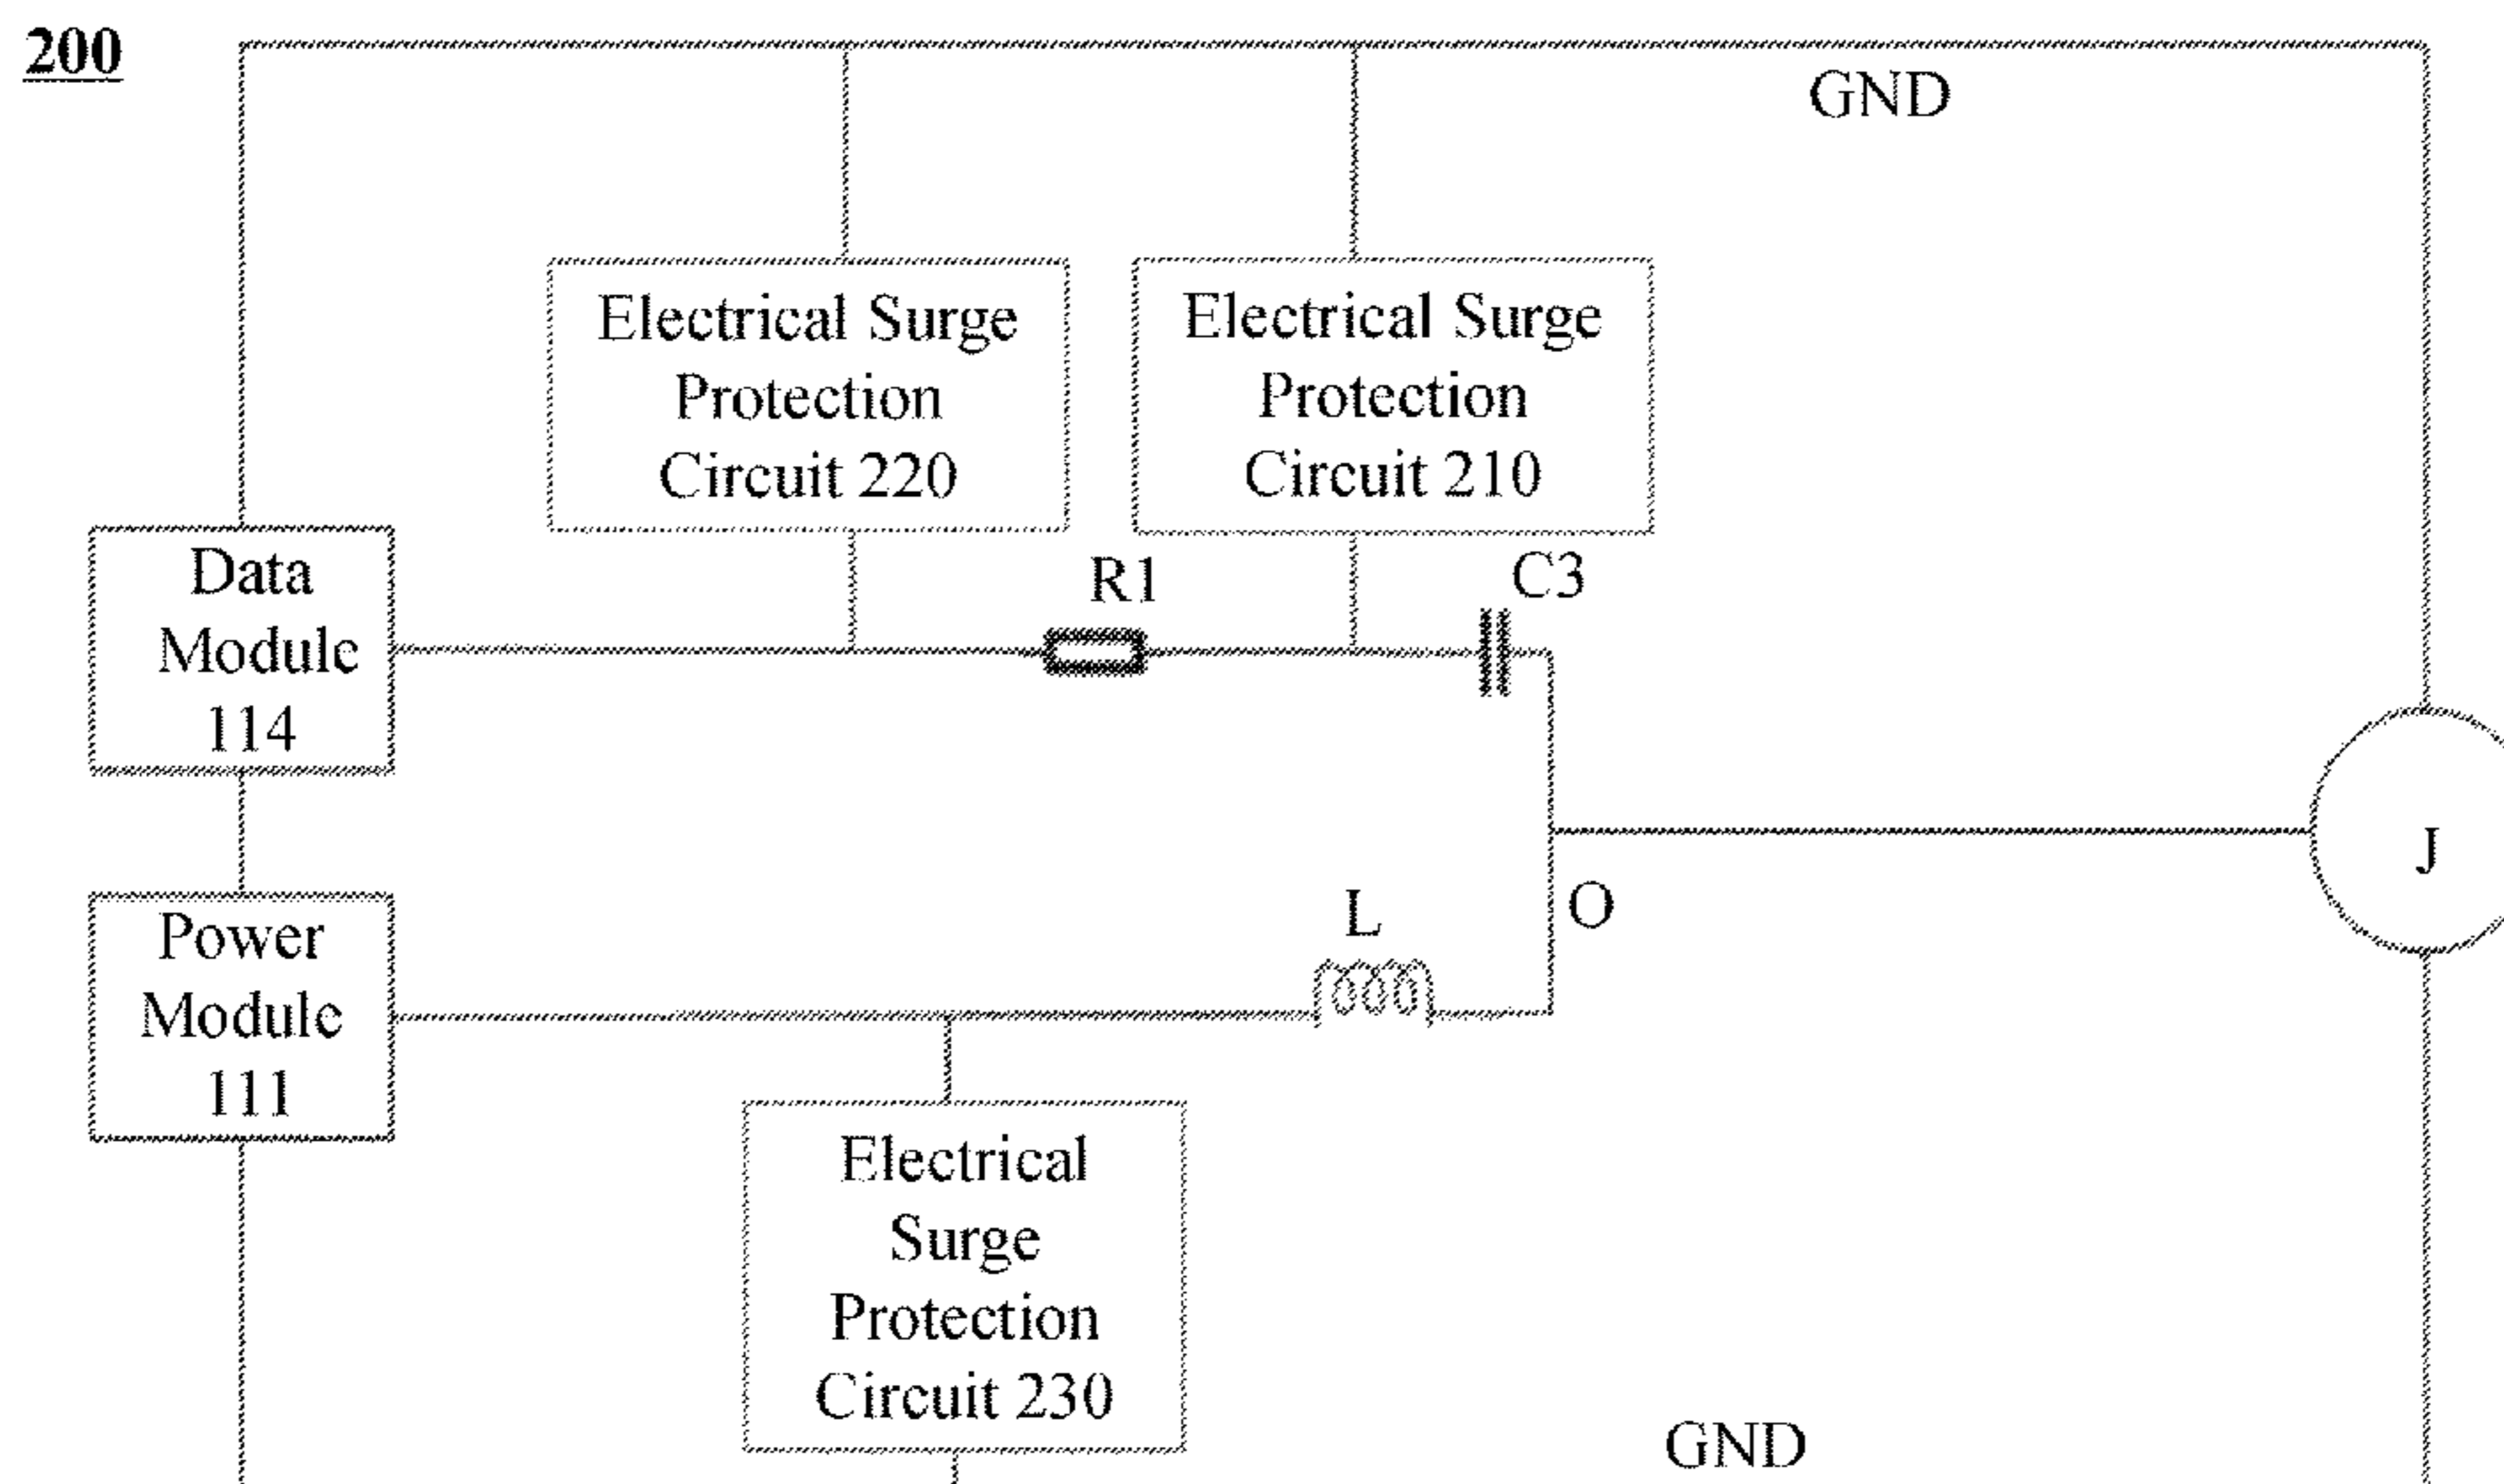 200
GND
Electrical Surge
Protection
Circuit 220
Electrical Surge
Protection
Circuit 210
R1
C3
Data
Module
114
J
O
L
Power
Module
111
Electrical
Surge
Protection
Circuit 230
GND